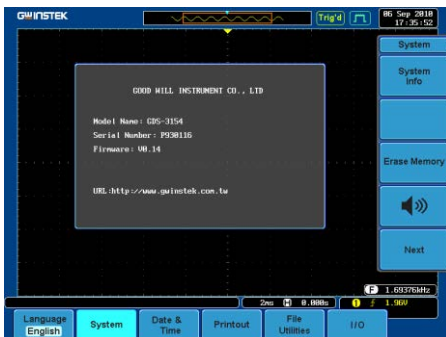 GWINSTEK
Trig'd
06 Sep 2010
17:35:52
System
System
Info
GOOD WILL INSTRUMENT CO., LTD
Model Name: GDS-3154
Serial Number: P930116
Firmware: V0.14
URL:http://www.gwinstek.com.tw
Erase Memory
Next
F 1.69376kHz
2ms H 0.000s
1 f 1.96V
Language
English
System
Date &
Time
Printout
File
Utilities
I/O